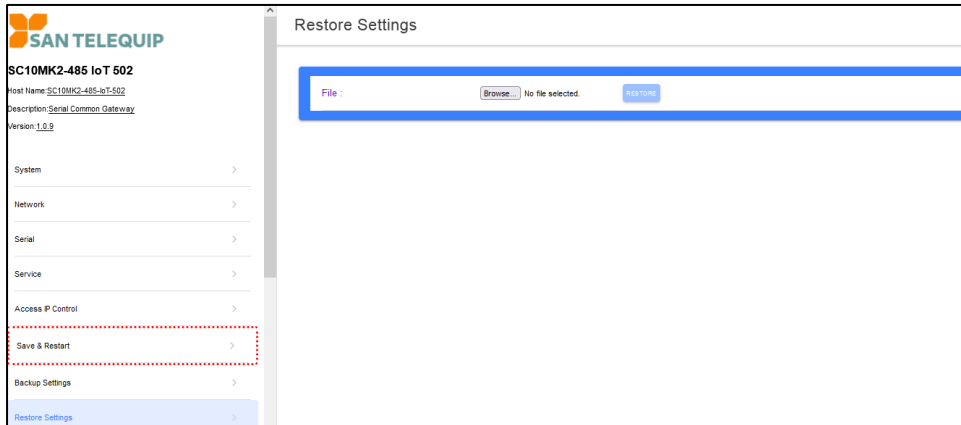 SAN TELEQUIP
SC10MK2-485 IoT 502
Host Name:SC10MK2-485-IoT-502
Description:Serial Common Gateway
Version:1.0.9
System
Network
Serial
Service
Access IP Control
Save & Restart
Backup Settings
Restore Settings
Restore Settings
File :
Browse... No file selected.
RESTORE